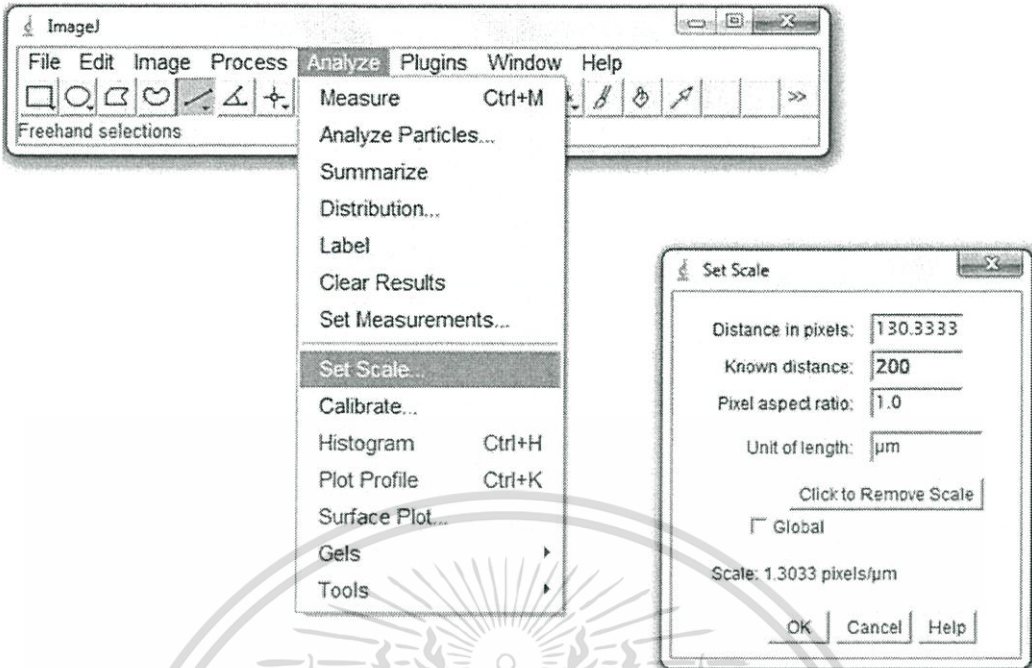 ImageJ
File Edit Image Process Analyze Plugins Window Help
>>
Freehand selections
Measure Ctrl+M
Analyze Particles...
Summarize
Distribution...
Label
Clear Results
Set Measurements...
Set Scale...
Calibrate...
Histogram Ctrl+H
Plot Profile Ctrl+K
Surface Plot...
Gels
Tools
Set Scale
Distance in pixels: 130.3333
Known distance: 200
Pixel aspect ratio: 1.0
Unit of length: µm
Click to Remove Scale
Global
Scale: 1.3033 pixels/µm
OK Cancel Help